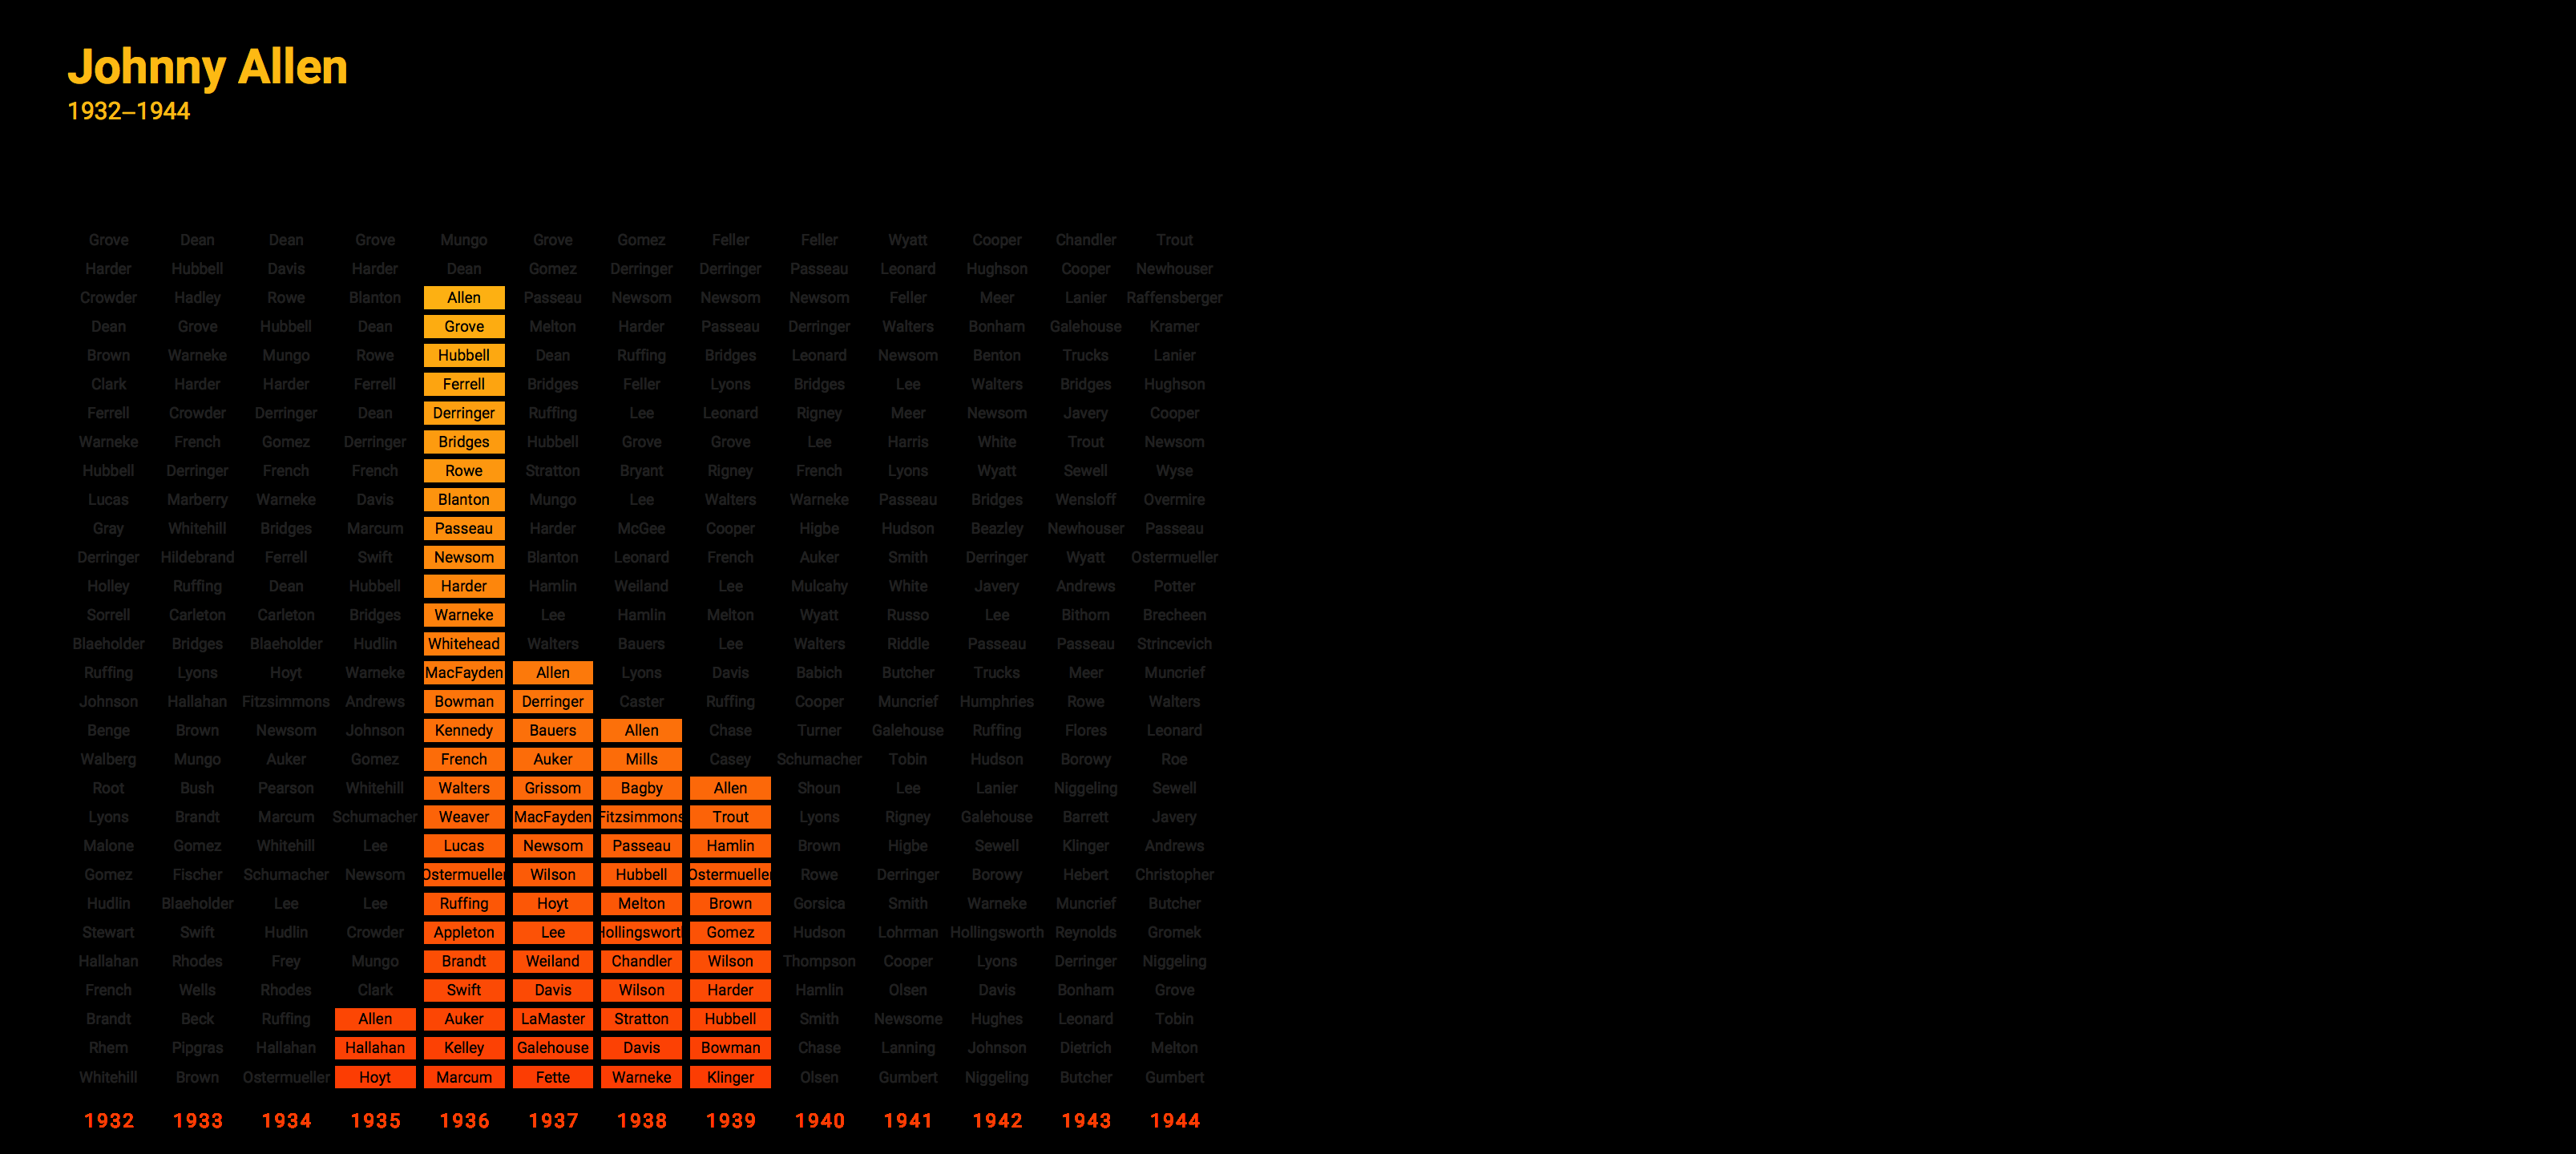 Johnny Allen
1932–1944
Grove Dean Dean Grove Mungo Grove Gomez Feller Feller Wyatt Cooper Chandler Trout
Harder Hubbell Davis Harder Dean Gomez Derringer Derringer Passeau Leonard Hughson Cooper Newhouser
Crowder Hadley Rowe Blanton Allen Passeau Newsom Newsom Newsom Feller Meer Lanier Raffensberger
Dean Grove Hubbell Dean Grove Melton Harder Passeau Derringer Walters Bonham Galehouse Kramer
Brown Warneke Mungo Rowe Hubbell Dean Ruffing Bridges Leonard Newsom Benton Trucks Lanier
Clark Harder Harder Ferrell Ferrell Bridges Feller Lyons Bridges Lee Walters Bridges Hughson
Ferrell Crowder Derringer Dean Derringer Ruffing Lee Leonard Rigney Meer Newsom Javery Cooper
Warneke French Gomez Derringer Bridges Hubbell Grove Grove Lee Harris White Trout Newsom
Hubbell Derringer French French Rowe Stratton Bryant Rigney French Lyons Wyatt Sewell Wyse
Lucas Marberry Warneke Davis Blanton Mungo Lee Walters Warneke Passeau Bridges Wensloff Overmire
Gray Whitehill Bridges Marcum Passeau Harder McGee Cooper Higbe Hudson Beazley Newhouser Passeau
Derringer Hildebrand Ferrell Swift Newsom Blanton Leonard French Auker Smith Derringer Wyatt Ostermueller
Holley Ruffing Dean Hubbell Harder Hamlin Weiland Lee Mulcahy White Javery Andrews Potter
Sorrell Carleton Carleton Bridges Warneke Lee Hamlin Melton Wyatt Russo Lee Bithorn Brecheen
Blaeholder Bridges Blaeholder Hudlin Whitehead Walters Bauers Lee Walters Riddle Passeau Passeau Strincevich
Ruffing Lyons Hoyt Warneke MacFayden Allen Lyons Davis Babich Butcher Trucks Meer Muncrief
Johnson Hallahan Fitzsimmons Andrews Bowman Derringer Caster Ruffing Cooper Muncrief Humphries Rowe Walters
Benge Brown Newsom Johnson Kennedy Bauers Allen Chase Turner Galehouse Ruffing Flores Leonard
Walberg Mungo Auker Gomez French Auker Mills Casey Schumacher Tobin Hudson Borowy Roe
Root Bush Pearson Whitehill Walters Grissom Bagby Allen Shoun Lee Lanier Niggeling Sewell
Lyons Brandt Marcum Schumacher Weaver MacFayden Fitzsimmons Trout Lyons Rigney Galehouse Barrett Javery
Malone Gomez Whitehill Lee Lucas Newsom Passeau Hamlin Brown Higbe Sewell Klinger Andrews
Gomez Fischer Schumacher Newsom Ostermueller Wilson Hubbell Ostermueller Rowe Derringer Borowy Hebert Christopher
Hudlin Blaeholder Lee Lee Ruffing Hoyt Melton Brown Gorsica Smith Warneke Muncrief Butcher
Stewart Swift Hudlin Crowder Appleton Lee Hollingsworth Gomez Hudson Lohrman Hollingsworth Reynolds Gromek
Hallahan Rhodes Frey Mungo Brandt Weiland Chandler Wilson Thompson Cooper Lyons Derringer Niggeling
French Wells Rhodes Clark Swift Davis Wilson Harder Hamlin Olsen Davis Bonham Grove
Brandt Beck Ruffing Allen Auker LaMaster Stratton Hubbell Smith Newsome Hughes Leonard Tobin
Rhem Pipgras Hallahan Hallahan Kelley Galehouse Davis Bowman Chase Lanning Johnson Dietrich Melton
Whitehill Brown Ostermueller Hoyt Marcum Fette Warneke Klinger Olsen Gumbert Niggeling Butcher Gumbert
1932 1933 1934 1935 1936 1937 1938 1939 1940 1941 1942 1943 1944